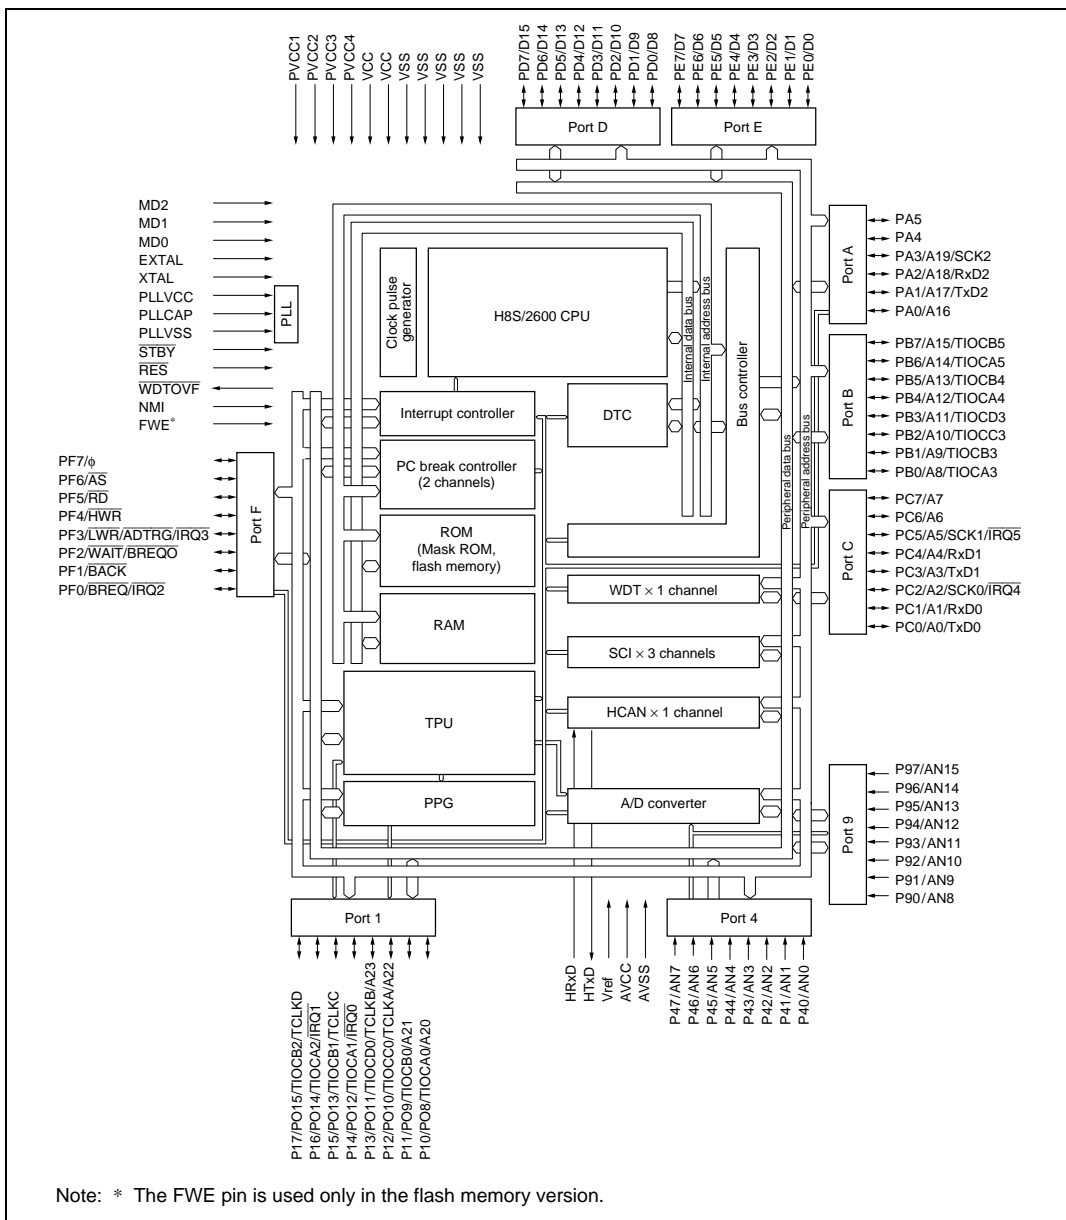 PVCC1
PVCC2
PVCC3
PVCC4
VCC
VCC
VSS
VSS
VSS
VSS
VSS
PD7/D15
PD6/D14
PD5/D13
PD4/D12
PD3/D11
PD2/D10
PD1/D9
PD0/D8
PE7/D7
PE6/D6
PE5/D5
PE4/D4
PE3/D3
PE2/D2
PE1/D1
PE0/D0
Port D
Port E
MD2
MD1
MD0
EXTAL
XTAL
PLLVCC
PLLCAP
PLLVSS
STBY
RES
WDTOVF
NMI
FWE*
PLL
Clock pulse
generator
H8S/2600 CPU
Internal data bus
Internal address bus
Bus controller
Interrupt controller
DTC
PC break controller
(2 channels)
ROM
(Mask ROM,
flash memory)
RAM
TPU
PPG
WDT × 1 channel
SCI × 3 channels
HCAN × 1 channel
A/D converter
Peripheral data bus
Peripheral address bus
Port A
PA5
PA4
PA3/A19/SCK2
PA2/A18/RxD2
PA1/A17/TxD2
PA0/A16
Port B
PB7/A15/TIOCB5
PB6/A14/TIOCA5
PB5/A13/TIOCB4
PB4/A12/TIOCA4
PB3/A11/TIOCD3
PB2/A10/TIOCC3
PB1/A9/TIOCB3
PB0/A8/TIOCA3
Port C
PC7/A7
PC6/A6
PC5/A5/SCK1/IRQ5
PC4/A4/RxD1
PC3/A3/TxD1
PC2/A2/SCK0/IRQ4
PC1/A1/RxD0
PC0/A0/TxD0
PF7/ϕ
PF6/AS
PF5/RD
PF4/HWR
PF3/LWR/ADTRG/IRQ3
PF2/WAIT/BREQO
PF1/BACK
PF0/BREQ/IRQ2
Port F
Port 9
P97/AN15
P96/AN14
P95/AN13
P94/AN12
P93/AN11
P92/AN10
P91/AN9
P90/AN8
Port 1
Port 4
P17/PO15/TIOCB2/TCLKD
P16/PO14/TIOCA2/IRQ1
P15/PO13/TIOCB1/TCLKC
P14/PO12/TIOCA1/IRQ0
P13/PO11/TIOCD0/TCLKB/A23
P12/PO10/TIOCC0/TCLKA/A22
P11/PO9/TIOCB0/A21
P10/PO8/TIOCA0/A20
HRxD
HTxD
Vref
AVCC
AVSS
P47/AN7
P46/AN6
P45/AN5
P44/AN4
P43/AN3
P42/AN2
P41/AN1
P40/AN0
Note: * The FWE pin is used only in the flash memory version.